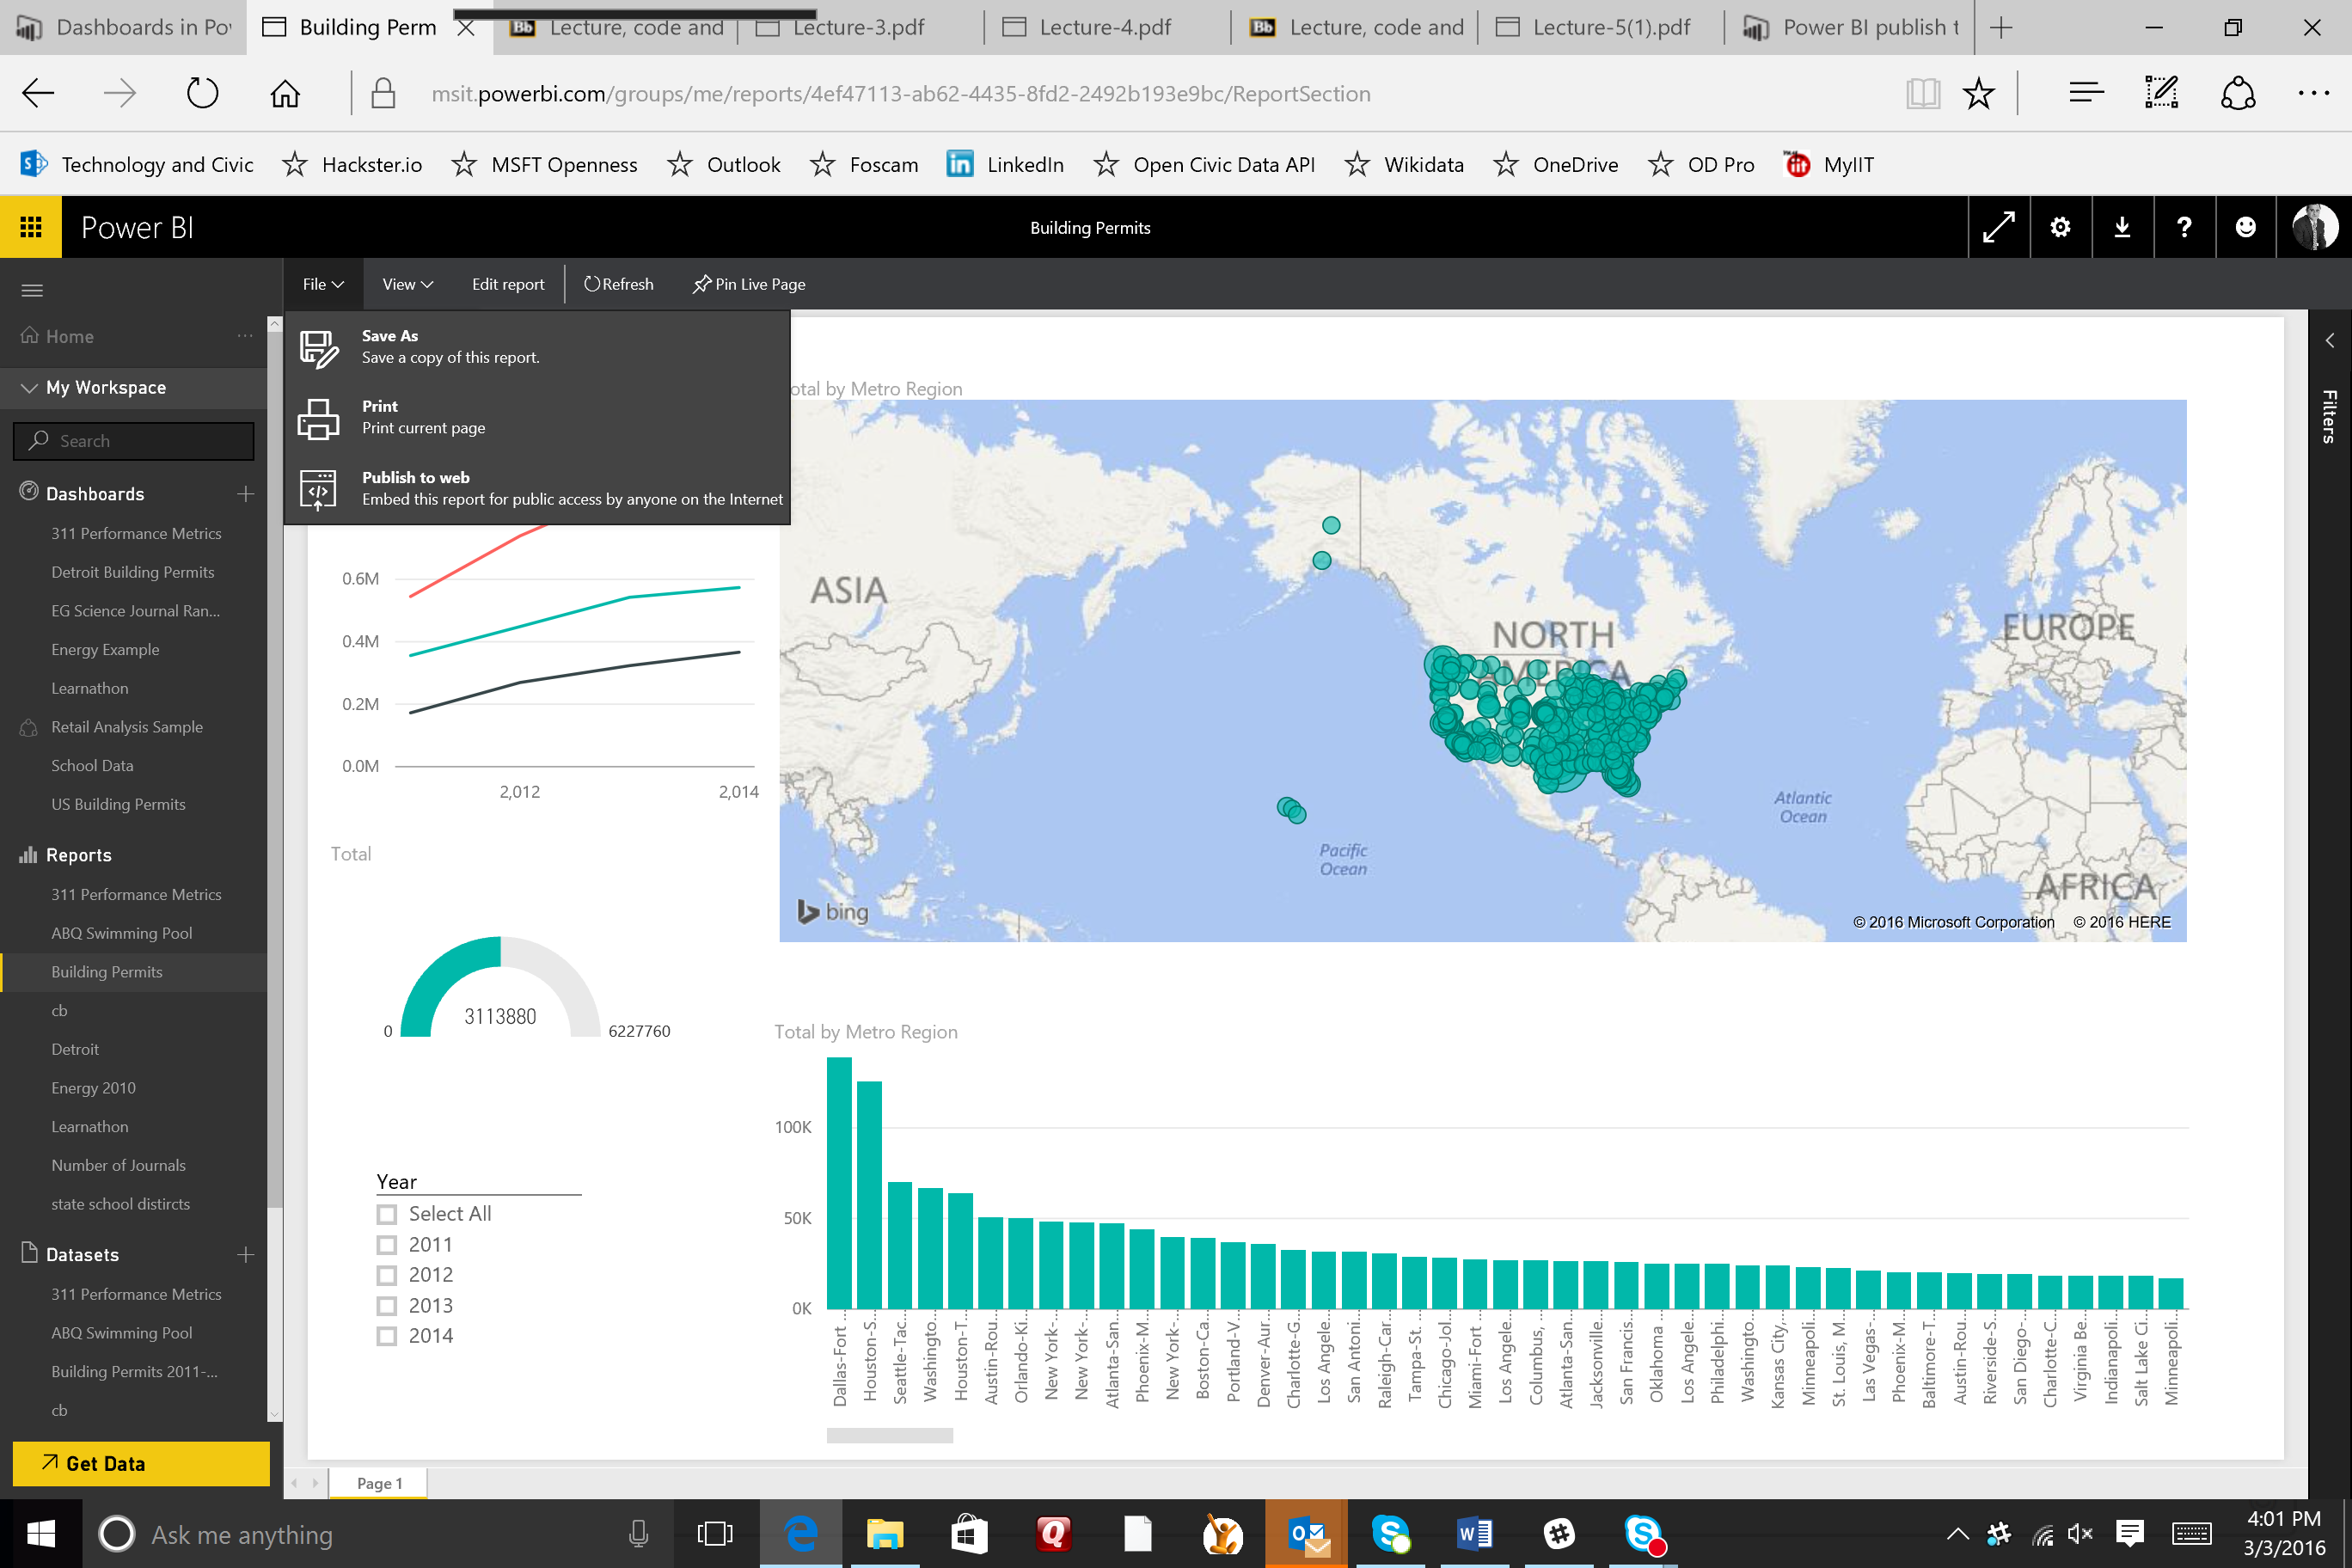 Dashboards in Po
Building Perm
Lecture, code and
Lecture-3.pdf
Lecture-4.pdf
Lecture, code and
Lecture-5(1).pdf
Power BI publish t
msit.powerbi.com/groups/me/reports/4ef47113-ab62-4435-8fd2-2492b193e9bc/ReportSection
Technology and Civic
Hackster.io
MSFT Openness
Outlook
Foscam
LinkedIn
Open Civic Data API
Wikidata
OneDrive
OD Pro
MyIIT
Power BI
Building Permits
File
View
Edit report
Refresh
Pin Live Page
Home
My Workspace
Search
Dashboards
311 Performance Metrics
Detroit Building Permits
EG Science Journal Ran...
Energy Example
Learnathon
Retail Analysis Sample
School Data
US Building Permits
Reports
311 Performance Metrics
ABQ Swimming Pool
Building Permits
cb
Detroit
Energy 2010
Learnathon
Number of Journals
state school distircts
Datasets
311 Performance Metrics
ABQ Swimming Pool
Building Permits 2011-...
cb
Get Data
Save As
Save a copy of this report.
Print
Print current page
Publish to web
Embed this report for public access by anyone on the Internet
0.6M
0.4M
0.2M
0.0M
2,012
2,014
Total
0
3113880
6227760
Year
Select All
2011
2012
2013
2014
otal by Metro Region
ASIA
NORTH
AMERICA
EUROPE
AFRICA
Atlantic
Ocean
Pacific
Ocean
bing
© 2016 Microsoft Corporation © 2016 HERE
Total by Metro Region
100K
50K
0K
Dallas-Fort ...
Houston-S...
Seattle-Tac...
Washingto...
Houston-T...
Austin-Rou...
Orlando-Ki...
New York-...
New York-...
Atlanta-San...
Phoenix-M...
New York-...
Boston-Ca...
Portland-V...
Denver-Aur...
Charlotte-G...
Los Angele...
San Antoni...
Raleigh-Car...
Tampa-St. ...
Chicago-Jol...
Miami-Fort ...
Los Angele...
Columbus, ...
Atlanta-San...
Jacksonville...
San Francis...
Oklahoma ...
Los Angele...
Philadelphi...
Washingto...
Kansas City,...
Minneapoli...
St. Louis, M...
Las Vegas-...
Phoenix-M...
Baltimore-T...
Austin-Rou...
Riverside-S...
San Diego-...
Charlotte-C...
Virginia Be...
Indianapoli...
Salt Lake Ci...
Minneapoli...
Filters
Page 1
Ask me anything
4:01 PM
3/3/2016